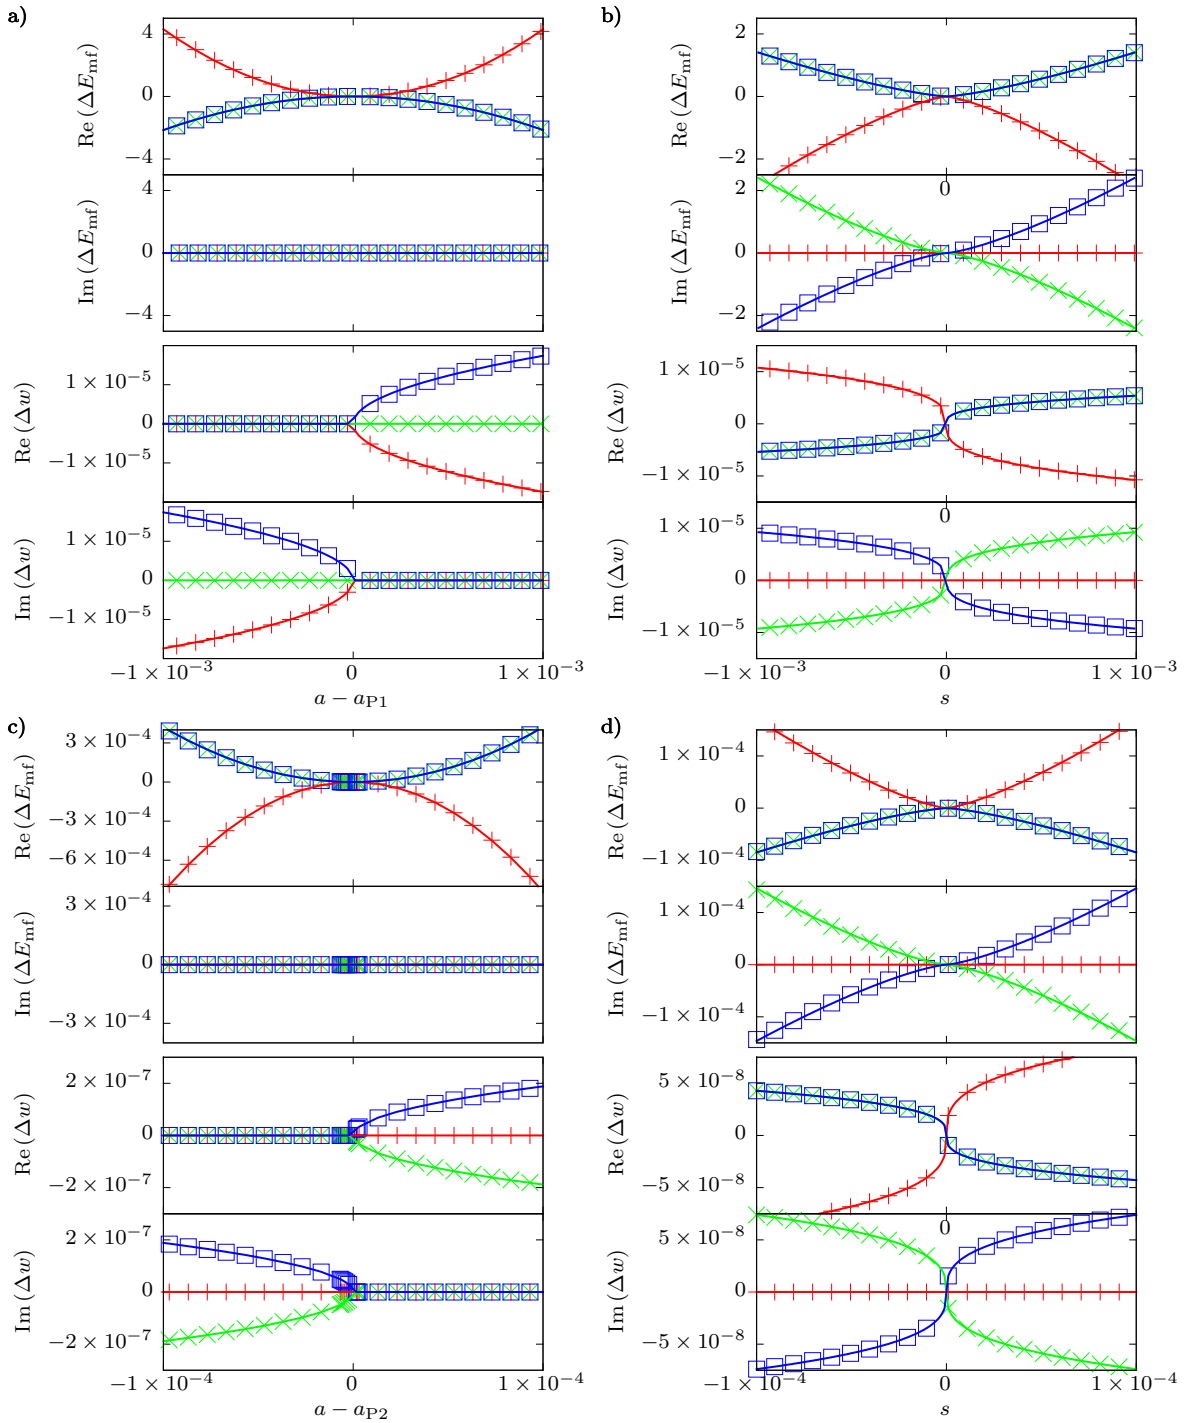 a)
Re (ΔE_mf)
4
0
−4
Im (ΔE_mf)
4
0
−4
Re (Δw)
1 × 10⁻⁵
0
−1 × 10⁻⁵
Im (Δw)
1 × 10⁻⁵
0
−1 × 10⁻⁵
−1 × 10⁻³
0
1 × 10⁻³
a − a_P1
b)
Re (ΔE_mf)
2
0
−2
0
Im (ΔE_mf)
2
0
−2
Re (Δw)
1 × 10⁻⁵
0
−1 × 10⁻⁵
0
Im (Δw)
1 × 10⁻⁵
0
−1 × 10⁻⁵
−1 × 10⁻³
0
1 × 10⁻³
s
c)
Re (ΔE_mf)
3 × 10⁻⁴
0
−3 × 10⁻⁴
−6 × 10⁻⁴
Im (ΔE_mf)
3 × 10⁻⁴
0
−3 × 10⁻⁴
Re (Δw)
2 × 10⁻⁷
0
−2 × 10⁻⁷
Im (Δw)
2 × 10⁻⁷
0
−2 × 10⁻⁷
−1 × 10⁻⁴
0
1 × 10⁻⁴
a − a_P2
d)
Re (ΔE_mf)
1 × 10⁻⁴
0
−1 × 10⁻⁴
Im (ΔE_mf)
1 × 10⁻⁴
0
−1 × 10⁻⁴
Re (Δw)
5 × 10⁻⁸
0
−5 × 10⁻⁸
0
Im (Δw)
5 × 10⁻⁸
0
−5 × 10⁻⁸
−1 × 10⁻⁴
0
1 × 10⁻⁴
s